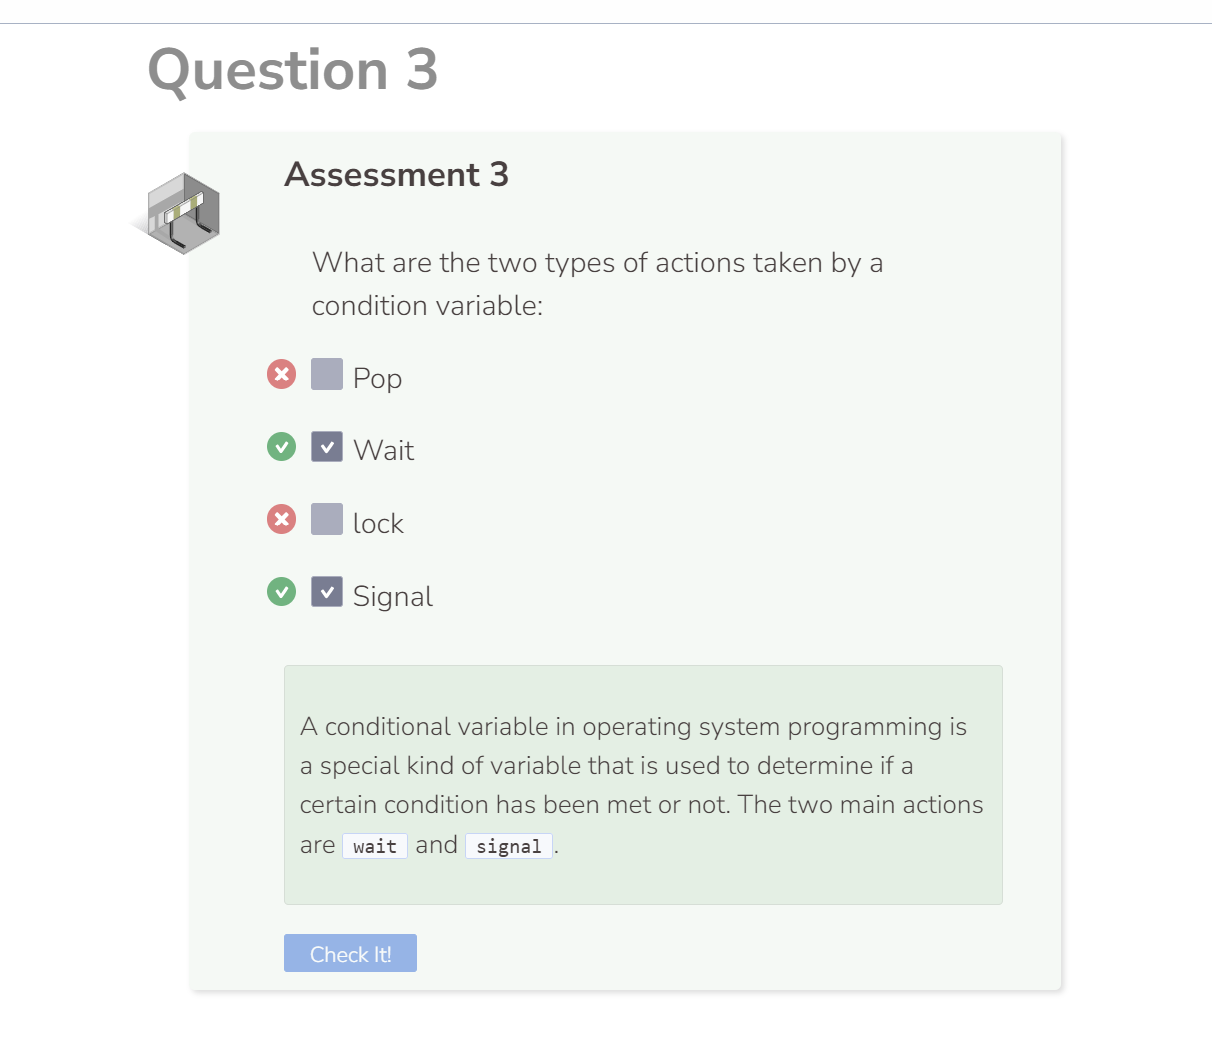 Question 3
Assessment 3
What are the two types of actions taken by a
condition variable:
Pop
Wait
lock
Signal
A conditional variable in operating system programming is
a special kind of variable that is used to determine if a
certain condition has been met or not. The two main actions
are wait and signal.
Check It!